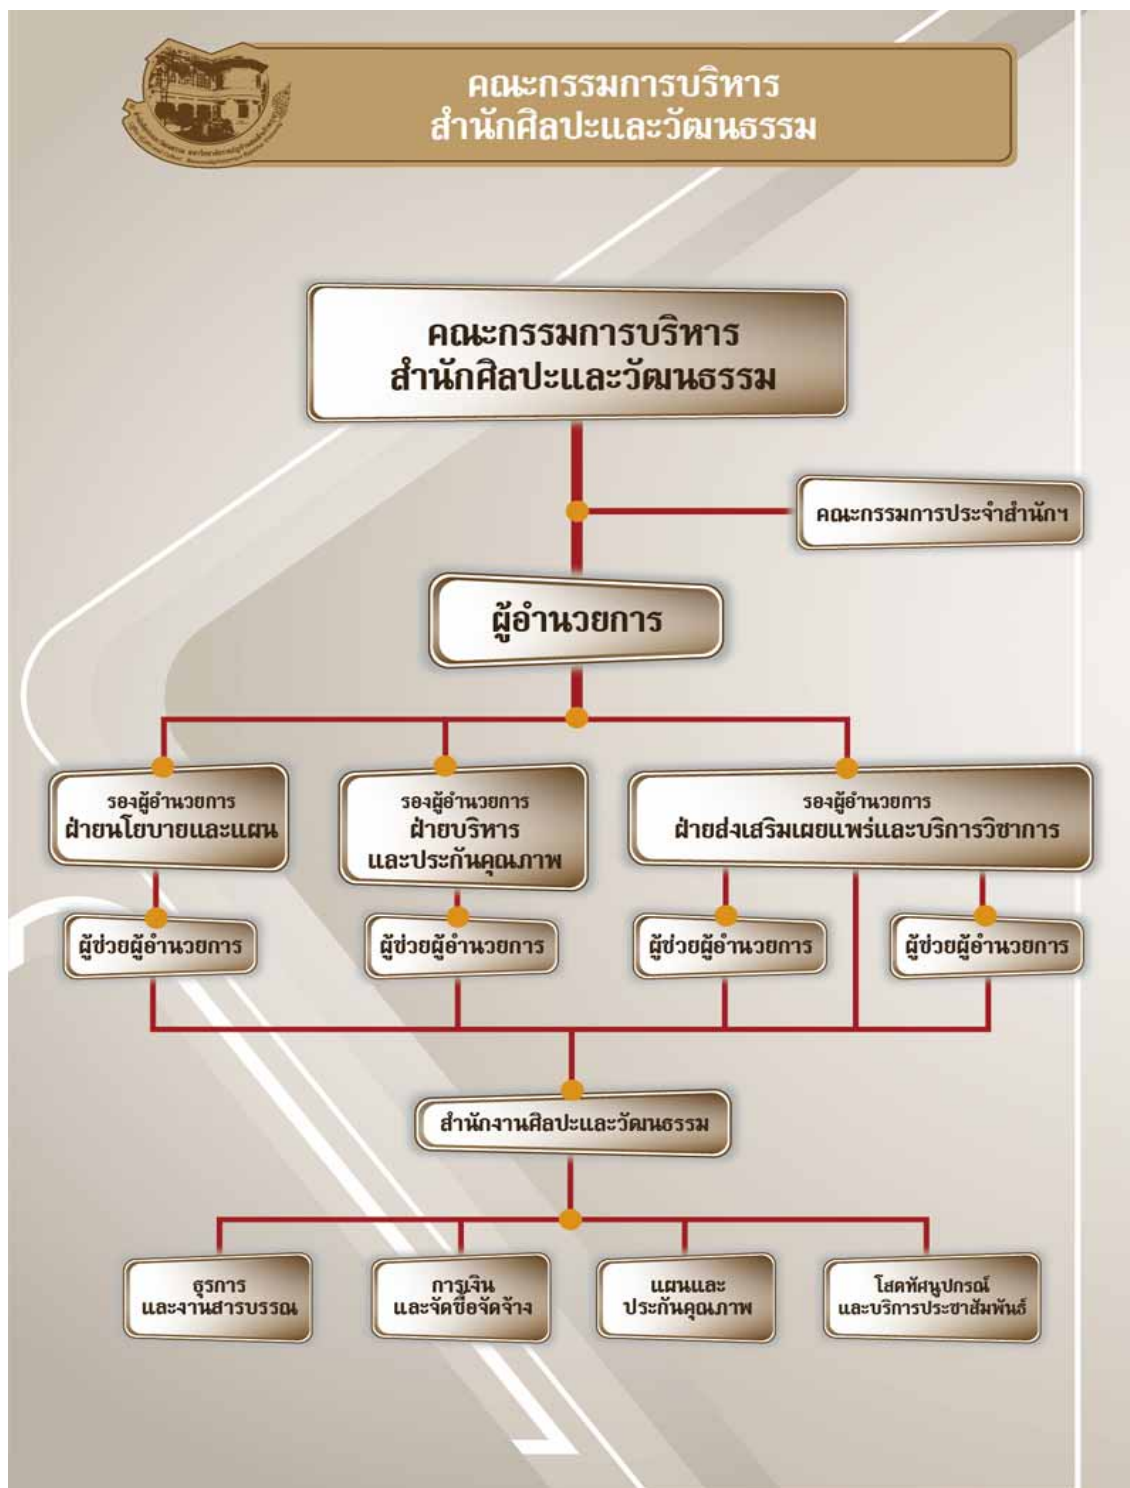 คณะกรรมการบริหาร
สำนักศิลปะและวัฒนธรรม
คณะกรรมการบริหาร
สำนักศิลปะและวัฒนธรรม
คณะกรรมการประจำสำนักฯ
ผู้อำนวยการ
รองผู้อำนวยการ
ฝ่ายนโยบายและแผน
รองผู้อำนวยการ
ฝ่ายบริหาร
และประกันคุณภาพ
รองผู้อำนวยการ
ฝ่ายส่งเสริมเผยแพร่และบริการวิชาการ
ผู้ช่วยผู้อำนวยการ
ผู้ช่วยผู้อำนวยการ
ผู้ช่วยผู้อำนวยการ
ผู้ช่วยผู้อำนวยการ
สำนักงานศิลปะและวัฒนธรรม
ธุรการ
และงานสารบรรณ
การเงิน
และจัดซื้อจัดจ้าง
แผนและ
ประกันคุณภาพ
โสตทัศนูปกรณ์
และบริการประชาสัมพันธ์